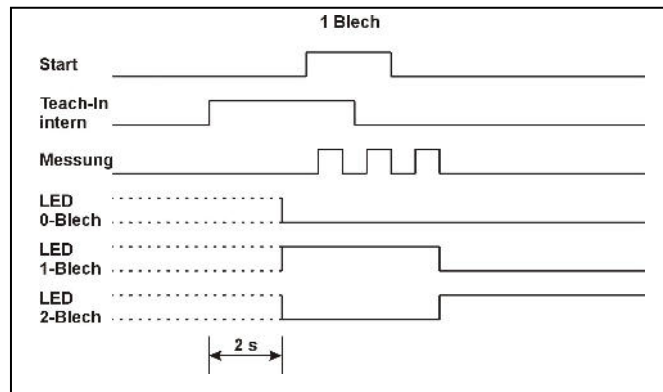 1 Blech
Start
Teach-In
intern
Messung
LED
0-Blech
LED
1-Blech
LED
2-Blech
2 s